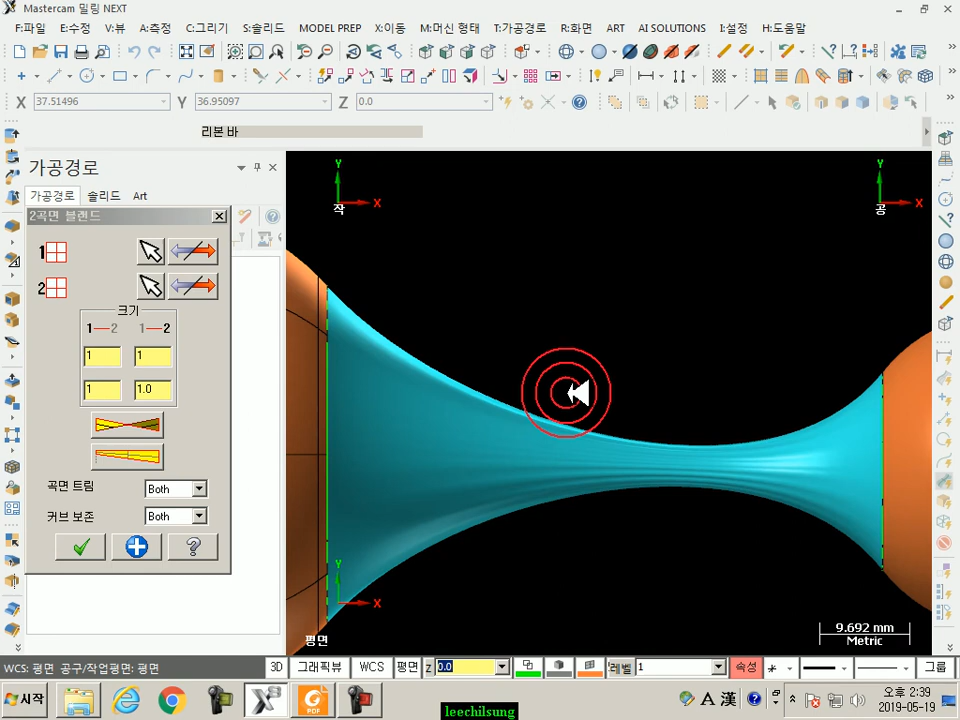 Mastercam 밀링 NEXT
F:파일 E:수정 V:뷰 A:측정 C:그리기 S:솔리드 MODEL PREP X:이동 M:머신 형태 T:가공경로 R:화면 ART AI SOLUTIONS I:설정 H:도움말
X 37.51496 Y 36.95097 Z 0.0
리본 바
가공경로
가공경로 솔리드 Art
2곡면 블렌드
1
2
크기
1—2 1—2
1 1
1 1.0
곡면 트림 Both
커브 보존 Both
Y Y
X X
작 공
Y
X
평면
9.692 mm
Metric
WCS: 평면 공구/작업평면: 평면 3D 그래픽뷰 WCS 평면 Z 0.0 레벨 1 속성 그룹
시작 PDF A 漢 오후 2:39
2019-05-19
leechilsung